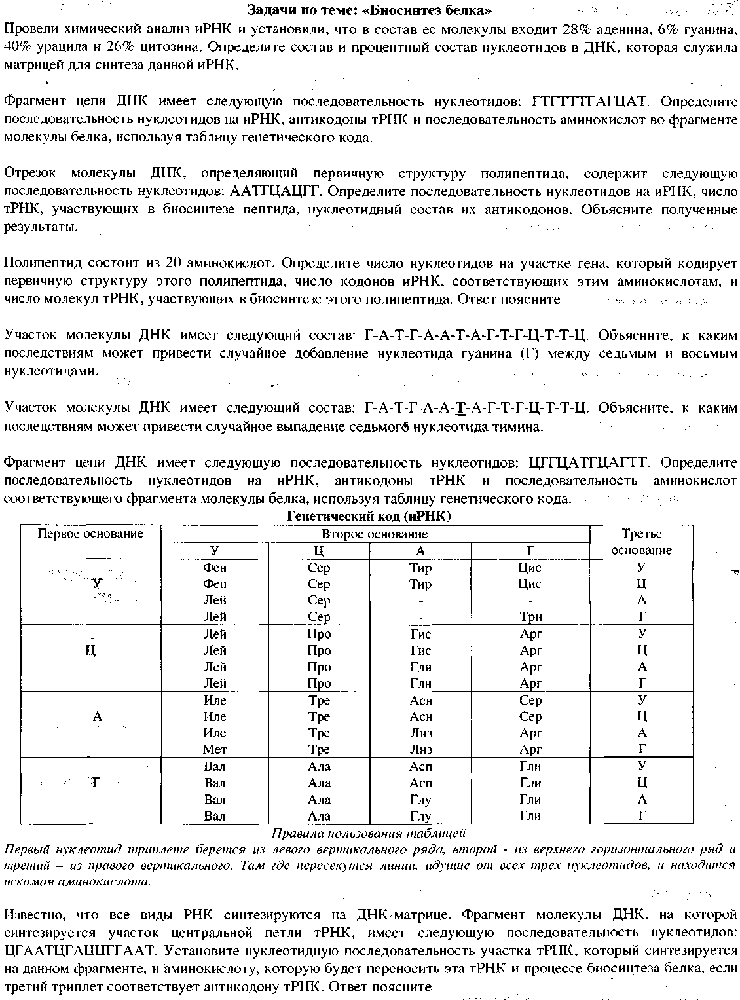 Задачи по теме: «Биосинтез белка»
Провели химический анализ иРНК и установили, что в состав ее молекулы входит 28% аденина, 6% гуанина,
40% урацила и 26% цитозина. Определите состав и процентный состав нуклеотидов в ДНК, которая служила
матрицей для синтеза данной иРНК.
Фрагмент цепи ДНК имеет следующую последовательность нуклеотидов: ГТГТТТГАГЦАТ. Определите
последовательность нуклеотидов на иРНК, антикодоны тРНК и последовательность аминокислот во фрагменте
молекулы белка, используя таблицу генетического кода.
Отрезок молекулы ДНК, определяющий первичную структуру полипептида, содержит следующую
последовательность нуклеотидов: ААТГЦАЦГГ. Определите последовательность нуклеотидов на иРНК, число
тРНК, участвующих в биосинтезе пептида, нуклеотидный состав их антикодонов. Объясните полученные
результаты.
Полипептид состоит из 20 аминокислот. Определите число нуклеотидов на участке гена, который кодирует
первичную структуру этого полипептида, число кодонов иРНК, соответствующих этим аминокислотам, и
число молекул тРНК, участвующих в биосинтезе этого полипептида. Ответ поясните.
Участок молекулы ДНК имеет следующий состав: Г-А-Т-Г-А-А-Т-А-Г-Т-Г-Ц-Т-Т-Ц. Объясните, к каким
последствиям может привести случайное добавление нуклеотида гуанина (Г) между седьмым и восьмым
нуклеотидами.
Участок молекулы ДНК имеет следующий состав: Г-А-Т-Г-А-А-Т-А-Г-Т-Г-Ц-Т-Т-Ц. Объясните, к каким
последствиям может привести случайное выпадение седьмого нуклеотида тимина.
Фрагмент цепи ДНК имеет следующую последовательность нуклеотидов: ЦГГЦАТГЦАГТТ. Определите
последовательность нуклеотидов на иРНК, антикодоны тРНК и последовательность аминокислот
соответствующего фрагмента молекулы белка, используя таблицу генетического кода.
Генетический код (иРНК)
Первое основание Второе основание Третье
У Ц А Г основание
Фен Сер Тир Цис У
У Фен Сер Тир Цис Ц
Лей Сер - - А
Лей Сер - Три Г
Лей Про Гис Арг У
Ц Лей Про Гис Арг Ц
Лей Про Глн Арг А
Лей Про Глн Арг Г
Иле Тре Асн Сер У
А Иле Тре Асн Сер Ц
Иле Тре Лиз Арг А
Мет Тре Лиз Арг Г
Вал Ала Асп Гли У
Г Вал Ала Асп Гли Ц
Вал Ала Глу Гли А
Вал Ала Глу Гли Г
Правила пользования таблицей
Первый нуклеотид триплете берется из левого вертикального ряда, второй - из верхнего горизонтального ряд и
третий – из правого вертикального. Там где пересекутся линии, идущие от всех трех нуклеотидов, и находится
искомая аминокислота.
Известно, что все виды РНК синтезируются на ДНК-матрице. Фрагмент молекулы ДНК, на которой
синтезируется участок центральной петли тРНК, имеет следующую последовательность нуклеотидов:
ЦГААТЦГАЦЦГГААТ. Установите нуклеотидную последовательность участка тРНК, который синтезируется
на данном фрагменте, и аминокислоту, которую будет переносить эта тРНК и процессе биосинтеза белка, если
третий триплет соответствует антикодону тРНК. Ответ поясните